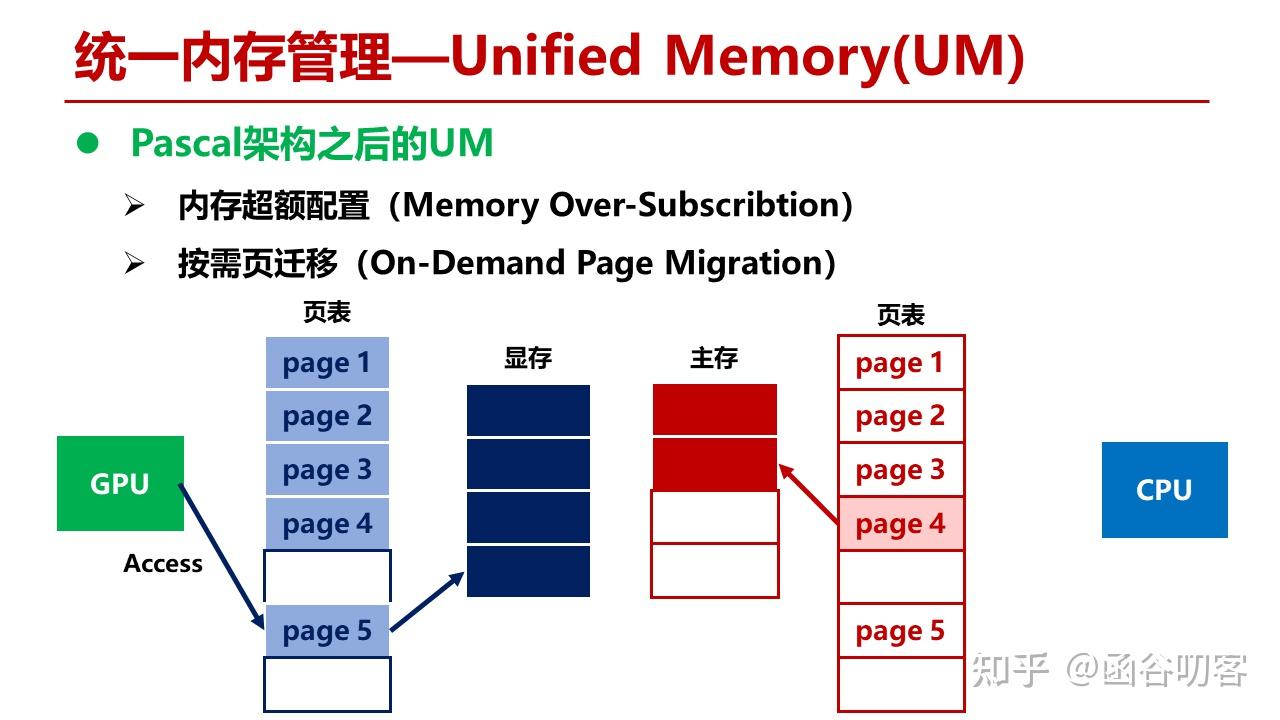 统一内存管理—Unified Memory(UM)
Pascal架构之后的UM
内存超额配置（Memory Over-Subscribtion）
按需页迁移（On-Demand Page Migration）
页表
page 1
page 2
page 3
page 4
page 5
显存
主存
页表
page 1
page 2
page 3
page 4
page 5
GPU
Access
CPU
知乎 @函谷叨客